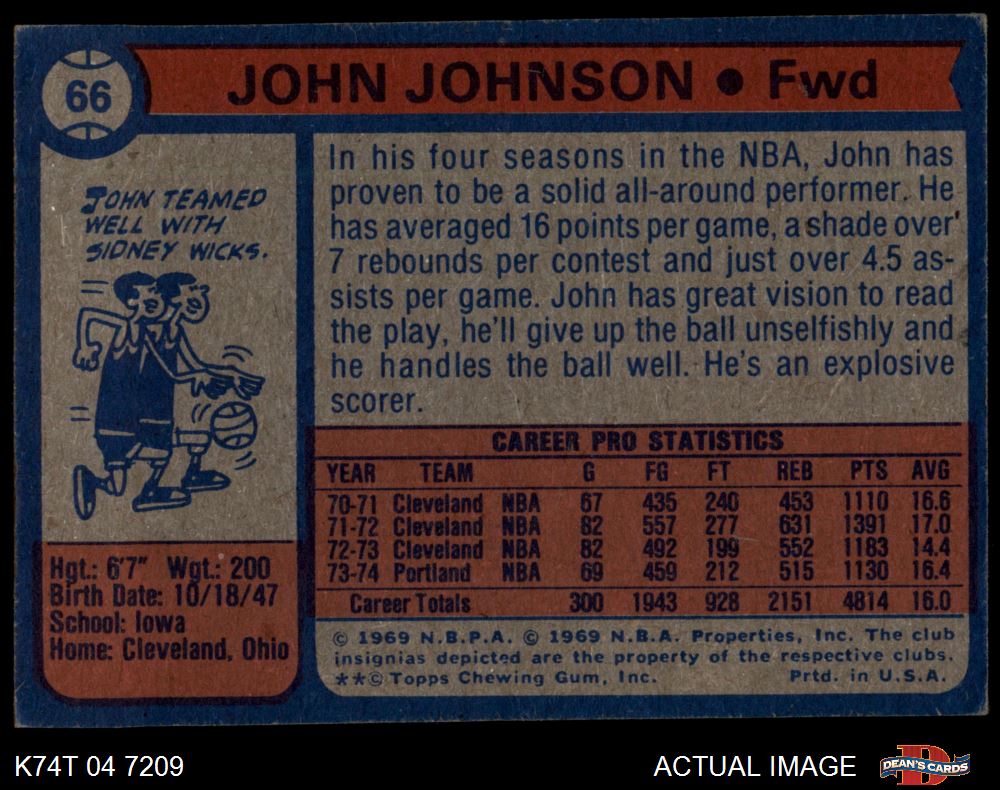 66
JOHN JOHNSON • Fwd
JOHN TEAMED
WELL WITH
SIDNEY WICKS.
In his four seasons in the NBA, John has
proven to be a solid all-around performer. He
has averaged 16 points per game, a shade over
7 rebounds per contest and just over 4.5 as-
sists per game. John has great vision to read
the play, he'll give up the ball unselfishly and
he handles the ball well. He's an explosive
scorer.
CAREER PRO STATISTICS
YEAR TEAM G FG FT REB PTS AVG
70-71 Cleveland NBA 67 435 240 453 1110 16.6
71-72 Cleveland NBA 82 557 277 631 1391 17.0
72-73 Cleveland NBA 82 492 199 552 1183 14.4
73-74 Portland NBA 69 459 212 515 1130 16.4
Career Totals 300 1943 928 2151 4814 16.0
Hgt.: 6'7" Wgt.: 200
Birth Date: 10/18/47
School: Iowa
Home: Cleveland, Ohio
© 1969 N.B.P.A. © 1969 N.B.A. Properties, Inc. The club
insignias depicted are the property of the respective clubs.
**© Topps Chewing Gum, Inc. Prtd. in U.S.A.
K74T 04 7209
ACTUAL IMAGE
D
DEAN'S CARDS